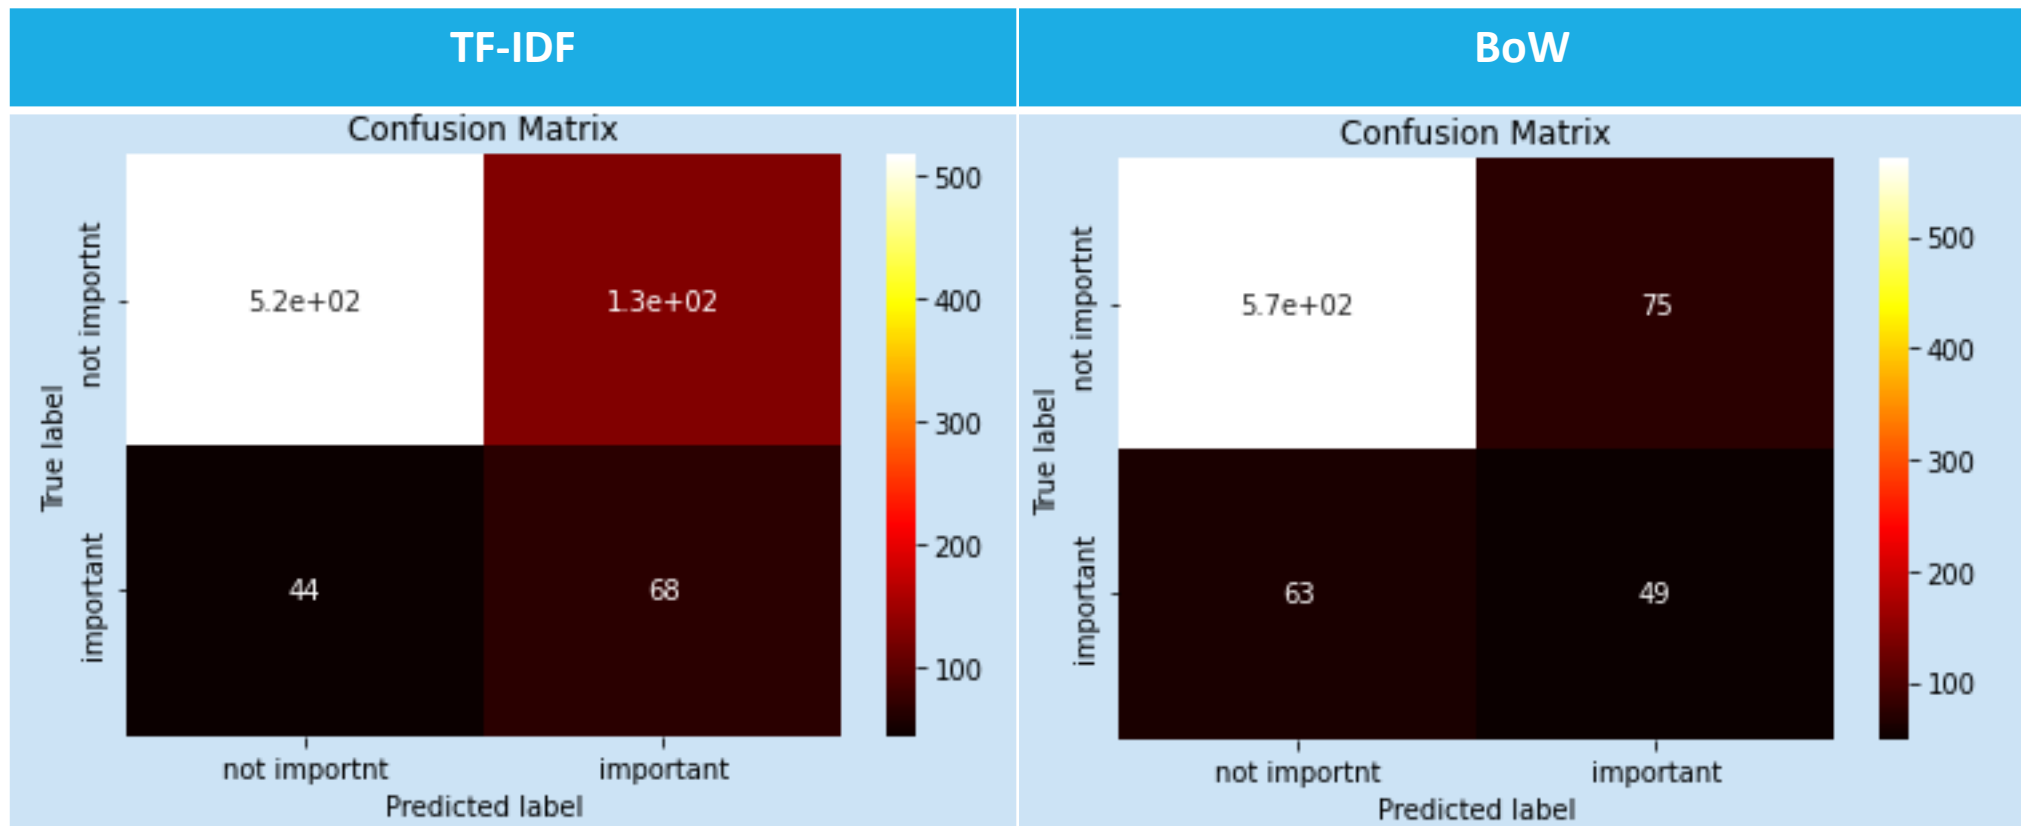 TF-IDF
BoW
Confusion Matrix
True label
not importnt
important
5.2e+02
1.3e+02
44
68
500
400
300
200
100
not importnt
important
Predicted label
Confusion Matrix
True label
not importnt
important
5.7e+02
75
63
49
500
400
300
200
100
not importnt
important
Predicted label